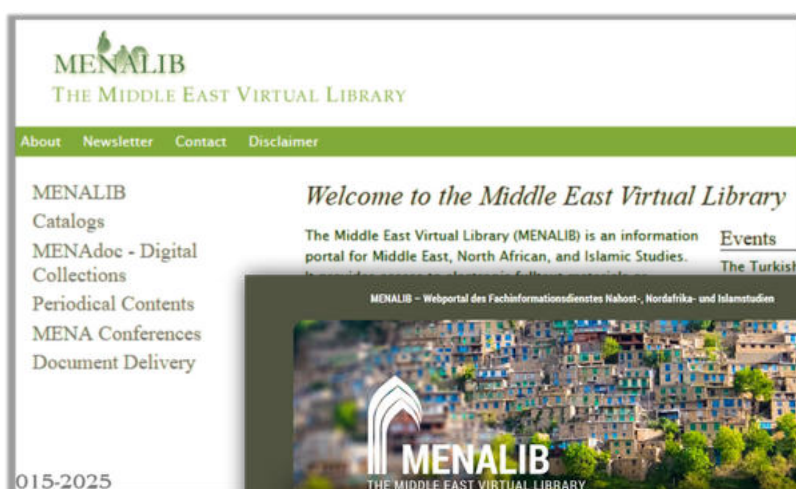 MENALIB
THE MIDDLE EAST VIRTUAL LIBRARY
About Newsletter Contact Disclaimer
MENALIB
Catalogs
MENAdoc - Digital
Collections
Periodical Contents
MENA Conferences
Document Delivery
Welcome to the Middle East Virtual Library
The Middle East Virtual Library (MENALIB) is an information
portal for Middle East, North African, and Islamic Studies.
Events
The Turkish
MENALIB – Webportal des Fachinformationsdienstes Nahost-, Nordafrika- und Islamstudien
MENALIB
THE MIDDLE EAST VIRTUAL LIBRARY
015-2025